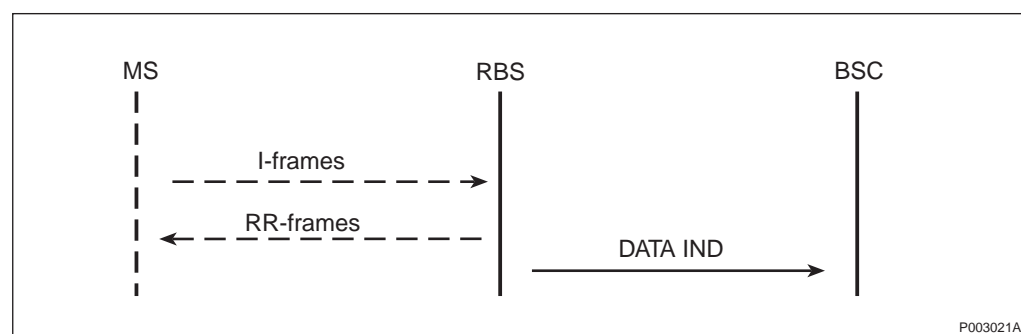 MS RBS BSC
I-frames
RR-frames
DATA IND
P003021A